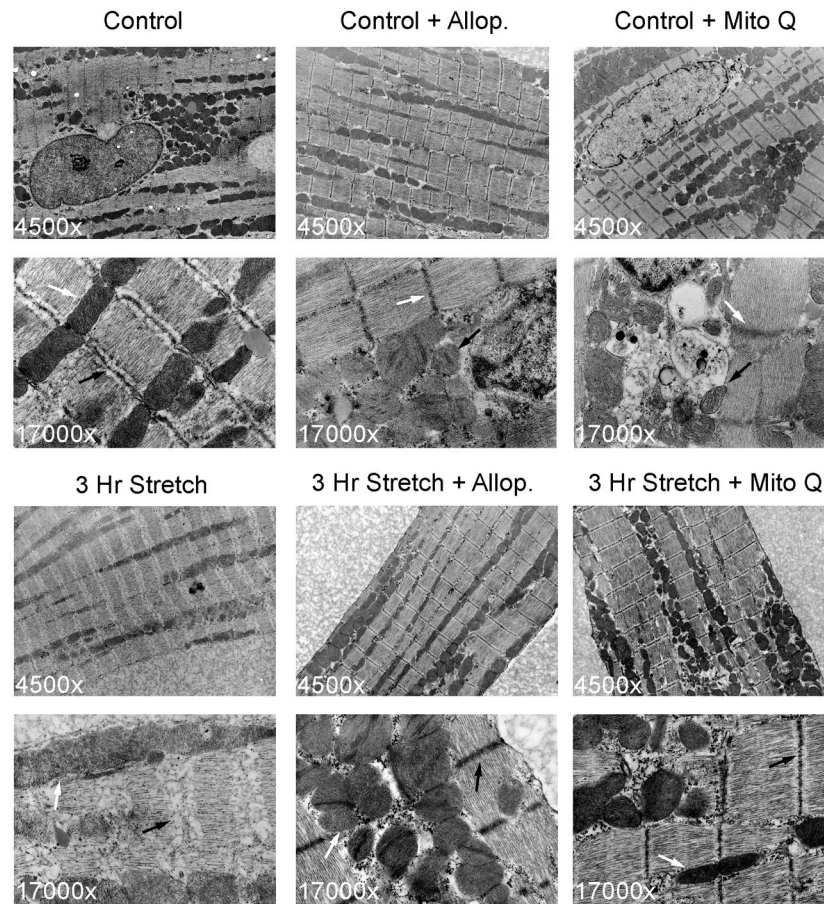 Control Control + Allop. Control + Mito Q
4500x 4500x 4500x
17000x 17000x 17000x
3 Hr Stretch 3 Hr Stretch + Allop. 3 Hr Stretch + Mito Q
4500x 4500x 4500x
17000x 17000x 17000x